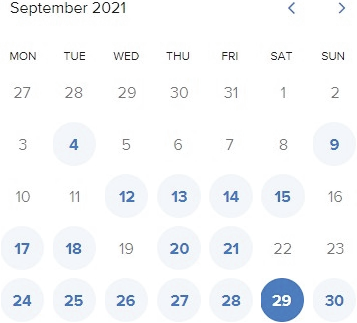 September 2021
MON TUE WED THU FRI SAT SUN
27 28 29 30 31 1 2
3 4 5 6 7 8 9
10 11 12 13 14 15 16
17 18 19 20 21 22 23
24 25 26 27 28 29 30